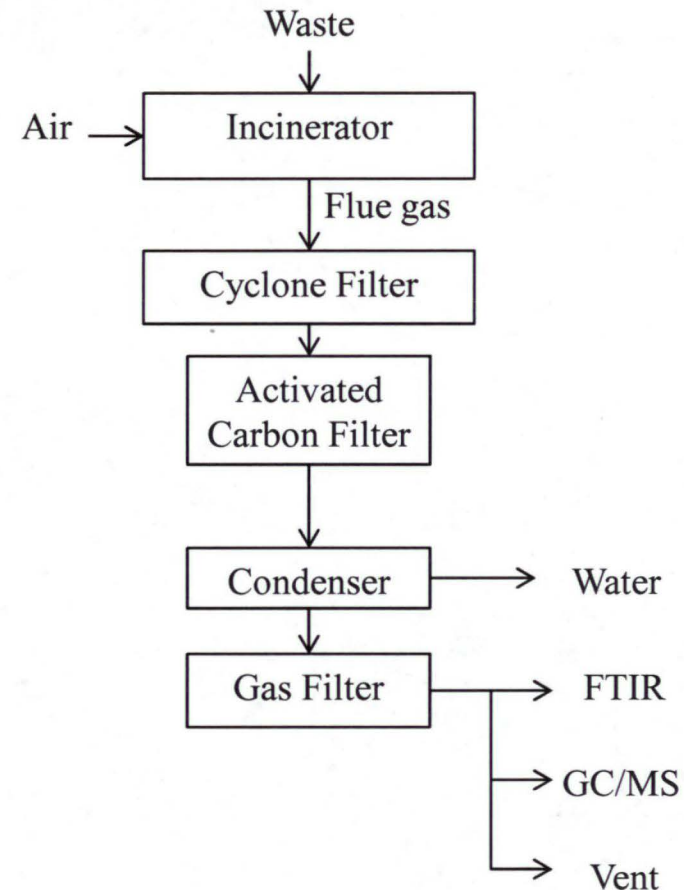 Waste
Air
Incinerator
Flue gas
Cyclone Filter
Activated
Carbon Filter
Condenser
Water
Gas Filter
FTIR
GC/MS
Vent